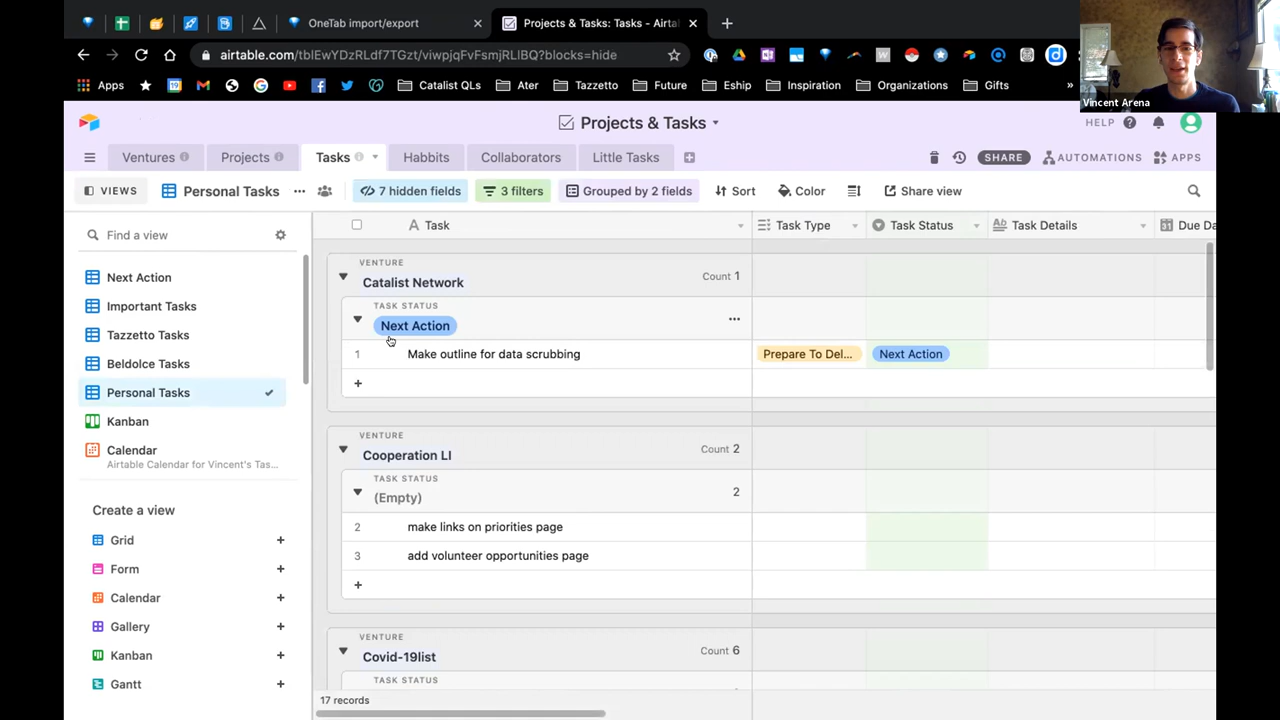 OneTab import/export
Projects & Tasks: Tasks - Airta
airtable.com/tblEwYDzRLdf7TGzt/viwpjqFvFsmjRLIBQ?blocks=hide
Apps
Catalist QLs
Ater
Tazzetto
Future
Eship
Inspiration
Organizations
Gifts
»
Vincent Arena
Projects & Tasks
HELP
Ventures
Projects
Tasks
Habbits
Collaborators
Little Tasks
SHARE
AUTOMATIONS
APPS
VIEWS
Personal Tasks
7 hidden fields
3 filters
Grouped by 2 fields
Sort
Color
Share view
Find a view
Next Action
Important Tasks
Tazzetto Tasks
Beldolce Tasks
Personal Tasks
Kanban
Calendar
Airtable Calendar for Vincent's Tas...
Create a view
Grid
Form
Calendar
Gallery
Kanban
Gantt
Task
Task Type
Task Status
Task Details
Due Da
VENTURE
Catalist Network
Count 1
TASK STATUS
Next Action
1 Make outline for data scrubbing Prepare To Del... Next Action
VENTURE
Cooperation LI
Count 2
TASK STATUS
(Empty)
2
2 make links on priorities page
3 add volunteer opportunities page
VENTURE
Covid-19list
Count 6
TASK STATUS
17 records